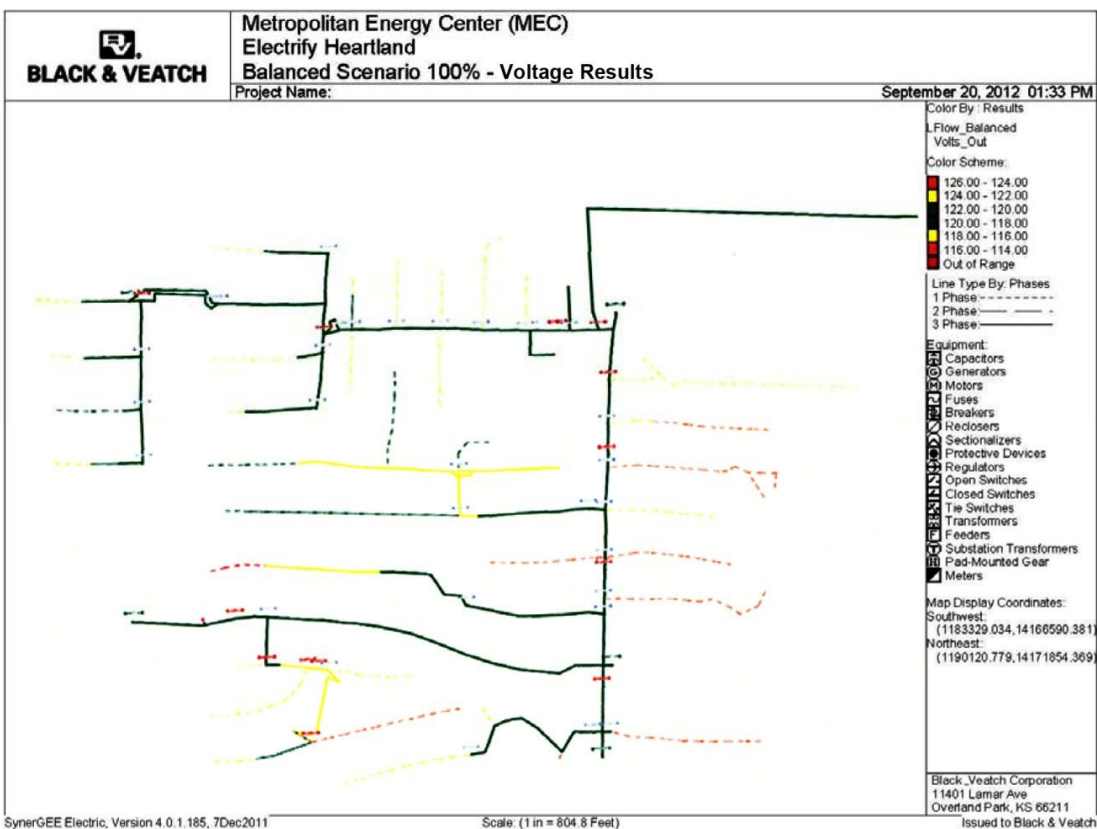 BV.
BLACK & VEATCH
Metropolitan Energy Center (MEC)
Electrify Heartland
Balanced Scenario 100% - Voltage Results
Project Name:
September 20, 2012 01:33 PM
Color By : Results
LFlow_Balanced
Volts_Out
Color Scheme:
126.00 - 124.00
124.00 - 122.00
122.00 - 120.00
120.00 - 118.00
118.00 - 116.00
116.00 - 114.00
Out of Range
Line Type By: Phases
1 Phase:
2 Phase:
3 Phase:
Equipment:
Capacitors
Generators
Motors
Fuses
Breakers
Reclosers
Sectionalizers
Protective Devices
Regulators
Open Switches
Closed Switches
Tie Switches
Transformers
Feeders
Substation Transformers
Pad-Mounted Gear
Meters
Map Display Coordinates:
Southwest:
(1183329.034,14166590.381)
Northeast:
(1190120.779,14171854.369)
Black_Veatch Corporation
11401 Lamar Ave
Overland Park, KS 66211
SynerGEE Electric, Version 4.0.1.185, 7Dec2011
Scale: (1 in = 804.8 Feet)
Issued to Black & Veatch